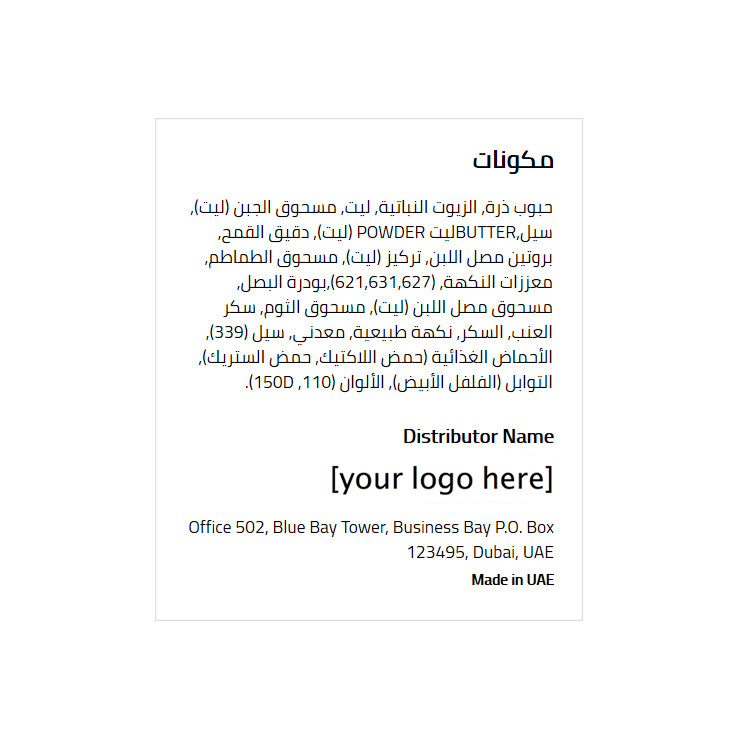 مكونات
حبوب ذرة, الزيوت النباتية, ليت, مسحوق الجبن (ليت),
سيل,BUTTERليت POWDER (ليت), دقيق القمح,
بروتين مصل اللبن, تركيز (ليت), مسحوق الطماطم,
معززات النكهة, (621,631,627),بودرة البصل,
مسحوق مصل اللبن (ليت), مسحوق الثوم, سكر
العنب, السكر, نكهة طبيعية, معدني, سيل (339),
الأحماض الغذائية (حمض اللاكتيك, حمض الستريك),
التوابل (الفلفل الأبيض), الألوان (110, 150D).
Distributor Name
[your logo here]
Office 502, Blue Bay Tower, Business Bay P.O. Box
123495, Dubai, UAE
Made in UAE